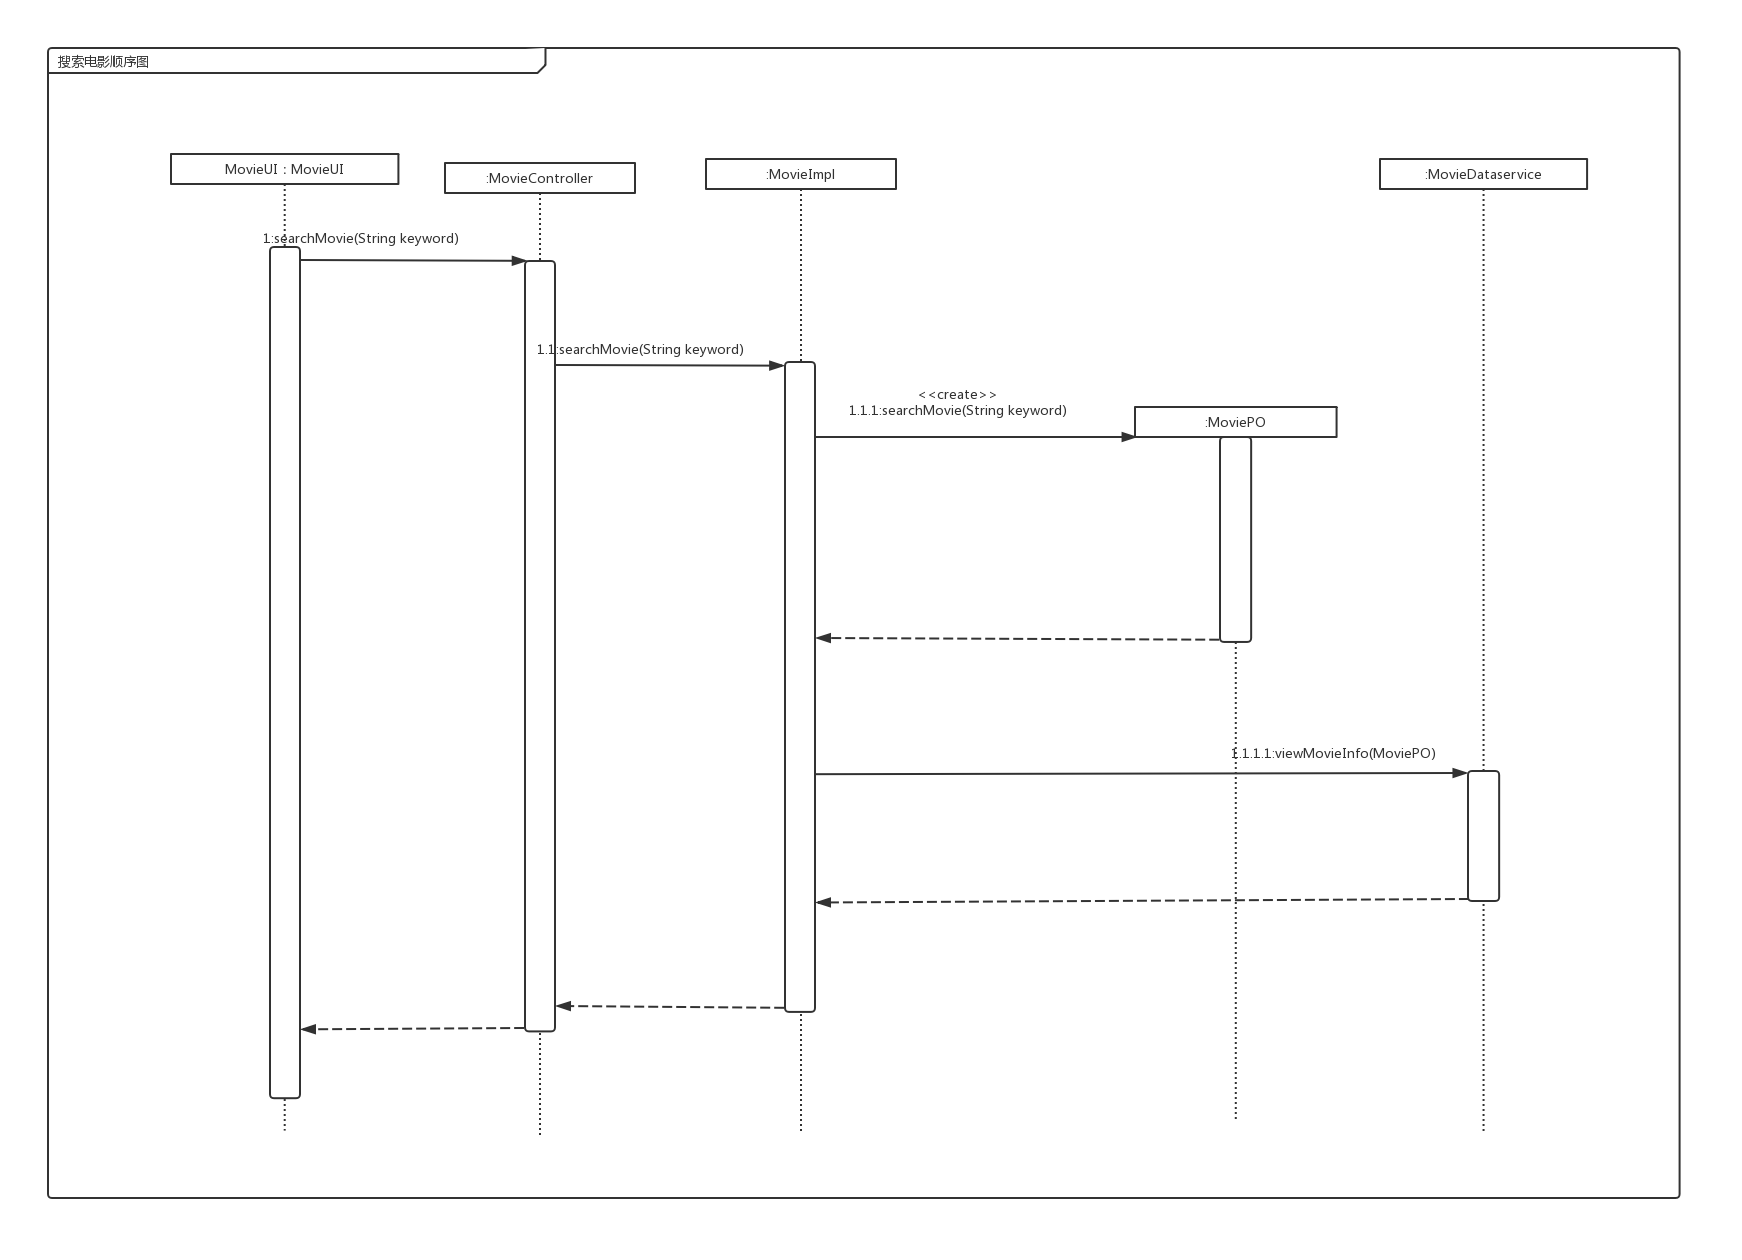 搜索电影顺序图
MovieUI : MovieUI
:MovieController
:MovieImpl
:MovieDataservice
1:searchMovie(String keyword)
1.1:searchMovie(String keyword)
<<create>>
1.1.1:searchMovie(String keyword)
:MoviePO
1.1.1.1:viewMovieInfo(MoviePO)